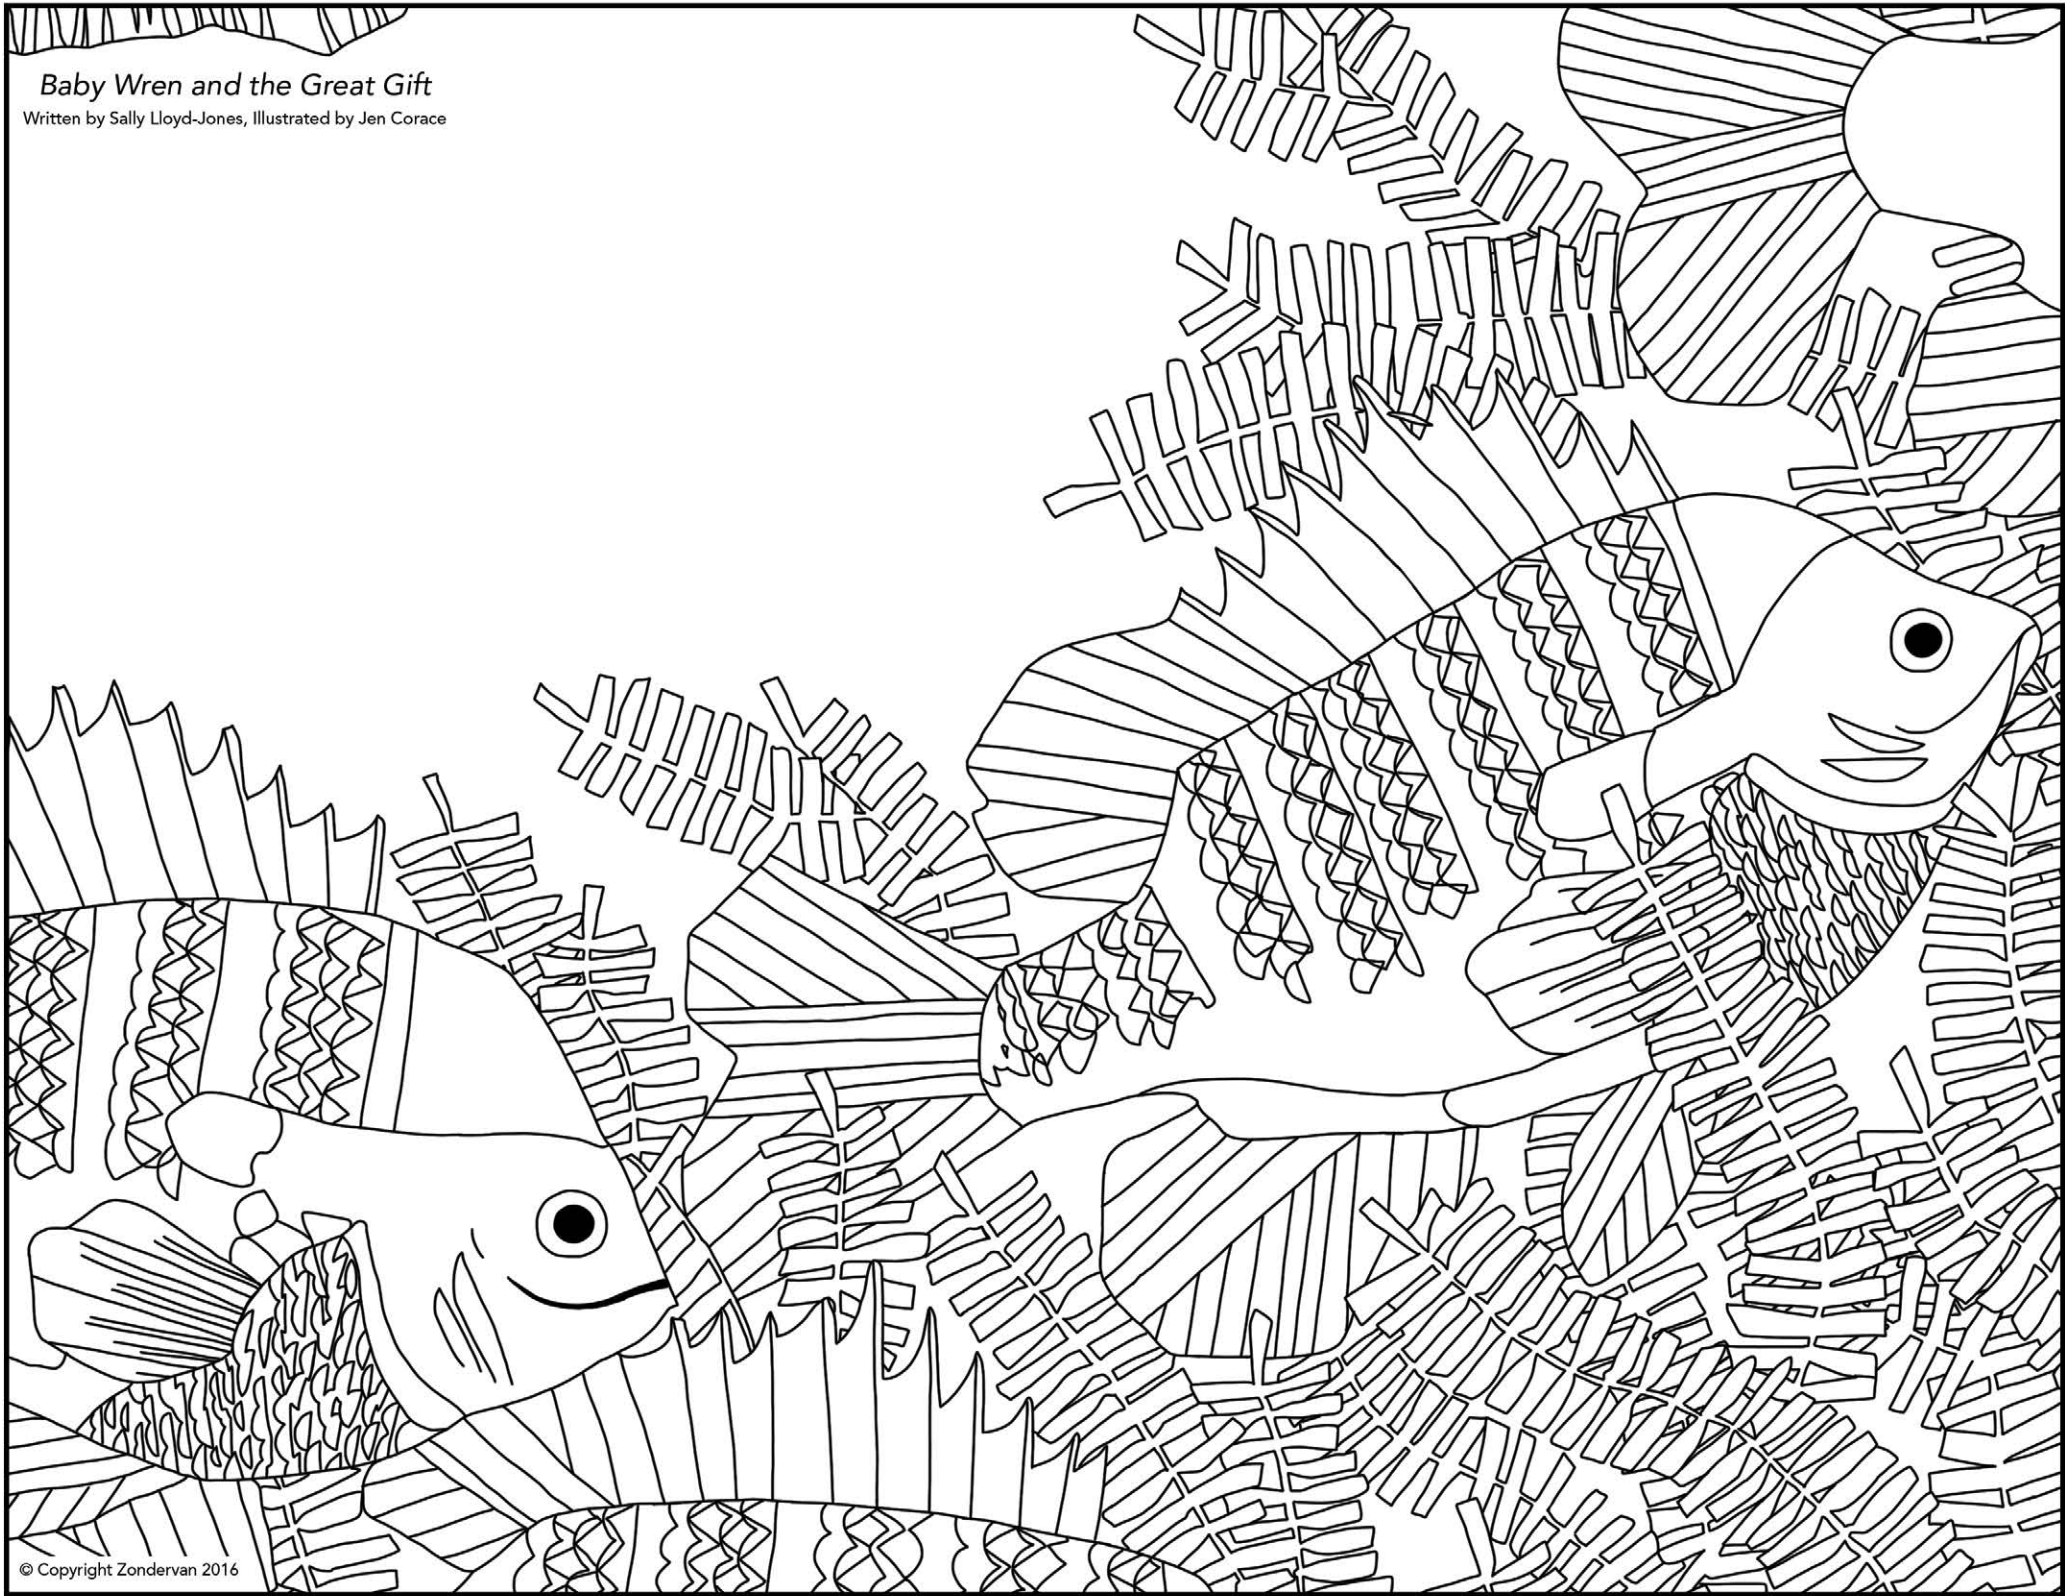 Baby Wren and the Great Gift
Written by Sally Lloyd-Jones, Illustrated by Jen Corace
© Copyright Zondervan 2016